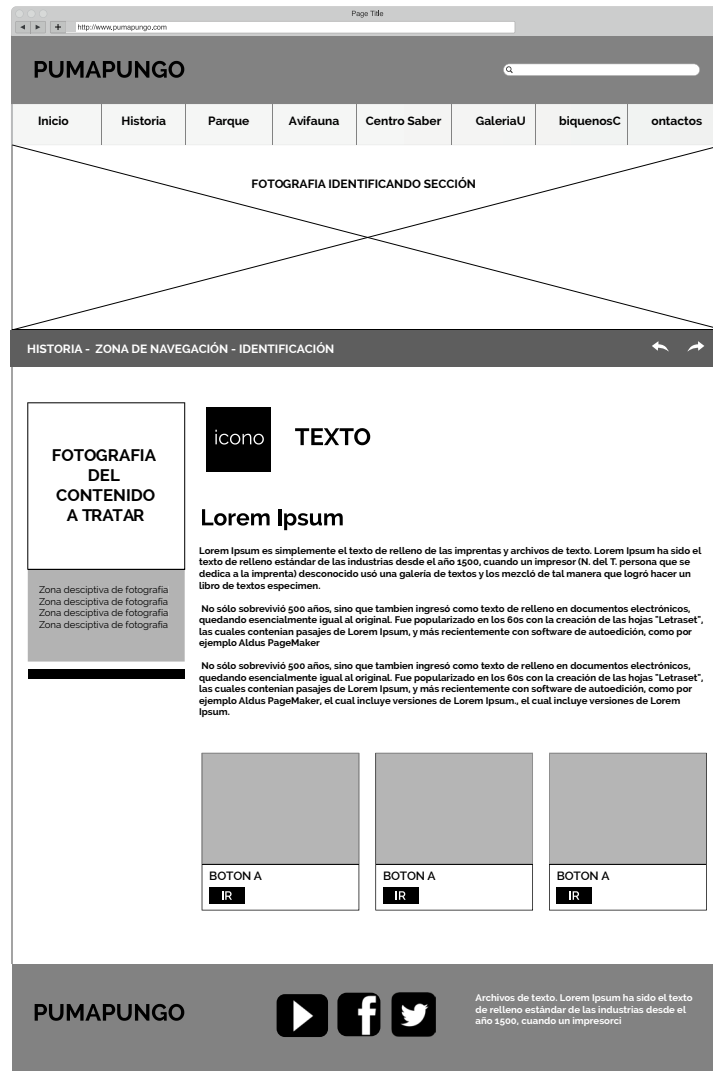 Page Title
http://www.pumapungo.com
PUMAPUNGO
Inicio Historia Parque Avifauna Centro Saber GaleriaU biquenosC ontactos
FOTOGRAFIA IDENTIFICANDO SECCIÓN
HISTORIA - ZONA DE NAVEGACIÓN - IDENTIFICACIÓN
FOTOGRAFIA
DEL
CONTENIDO
A TRATAR
Zona desciptiva de fotografia
Zona desciptiva de fotografia
Zona desciptiva de fotografia
Zona desciptiva de fotografia
icono
TEXTO
Lorem Ipsum
Lorem Ipsum es simplemente el texto de relleno de las imprentas y archivos de texto. Lorem Ipsum ha sido el
texto de relleno estándar de las industrias desde el año 1500, cuando un impresor (N. del T. persona que se
dedica a la imprenta) desconocido usó una galería de textos y los mezcló de tal manera que logró hacer un
libro de textos especimen.
No sólo sobrevivió 500 años, sino que tambien ingresó como texto de relleno en documentos electrónicos,
quedando esencialmente igual al original. Fue popularizado en los 60s con la creación de las hojas "Letraset",
las cuales contenian pasajes de Lorem Ipsum, y más recientemente con software de autoedición, como por
ejemplo Aldus PageMaker
No sólo sobrevivió 500 años, sino que tambien ingresó como texto de relleno en documentos electrónicos,
quedando esencialmente igual al original. Fue popularizado en los 60s con la creación de las hojas "Letraset",
las cuales contenian pasajes de Lorem Ipsum, y más recientemente con software de autoedición, como por
ejemplo Aldus PageMaker, el cual incluye versiones de Lorem Ipsum., el cual incluye versiones de Lorem
Ipsum.
BOTON A
IR
BOTON A
IR
BOTON A
IR
PUMAPUNGO
Archivos de texto. Lorem Ipsum ha sido el texto
de relleno estándar de las industrias desde el
año 1500, cuando un impresorci